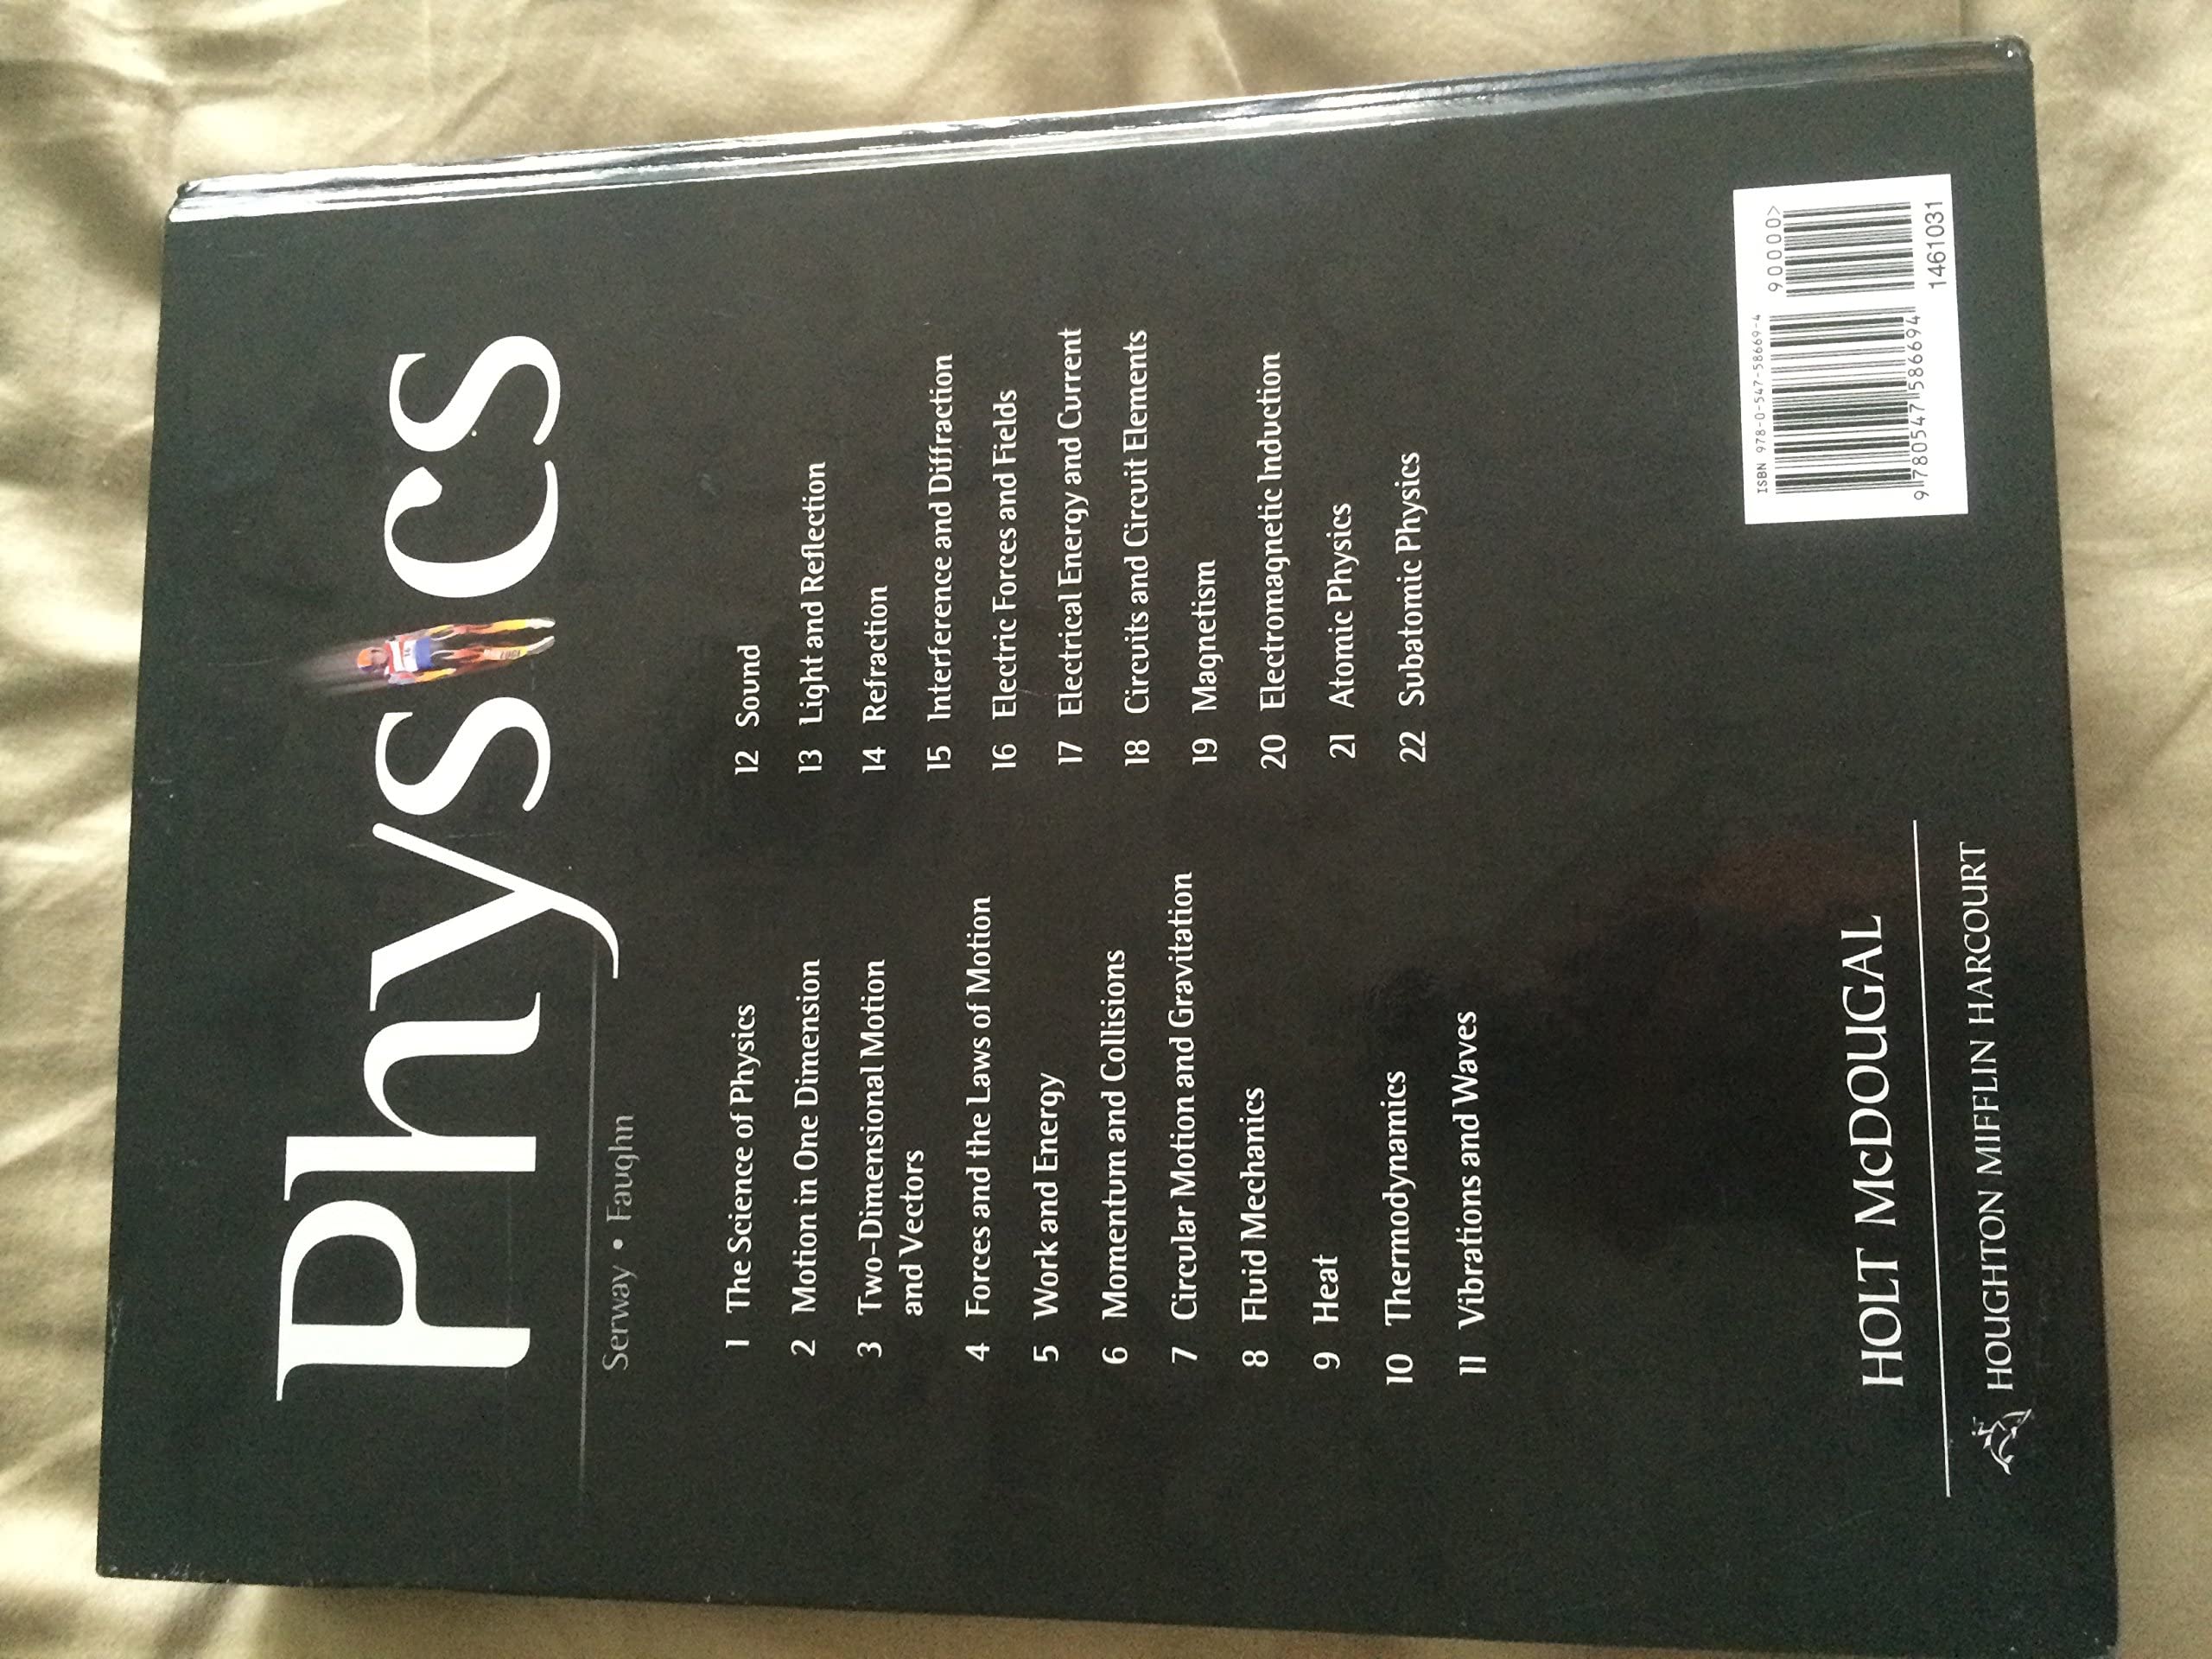 Physics
Serway • Faughn
1 The Science of Physics
2 Motion in One Dimension
3 Two-Dimensional Motion
and Vectors
4 Forces and the Laws of Motion
5 Work and Energy
6 Momentum and Collisions
7 Circular Motion and Gravitation
8 Fluid Mechanics
9 Heat
10 Thermodynamics
11 Vibrations and Waves
12 Sound
13 Light and Reflection
14 Refraction
15 Interference and Diffraction
16 Electric Forces and Fields
17 Electrical Energy and Current
18 Circuits and Circuit Elements
19 Magnetism
20 Electromagnetic Induction
21 Atomic Physics
22 Subatomic Physics
HOLT McDOUGAL
HOUGHTON MIFFLIN HARCOURT
ISBN 978-0-547-58669-4
90000>
9 780547 586694
1461031